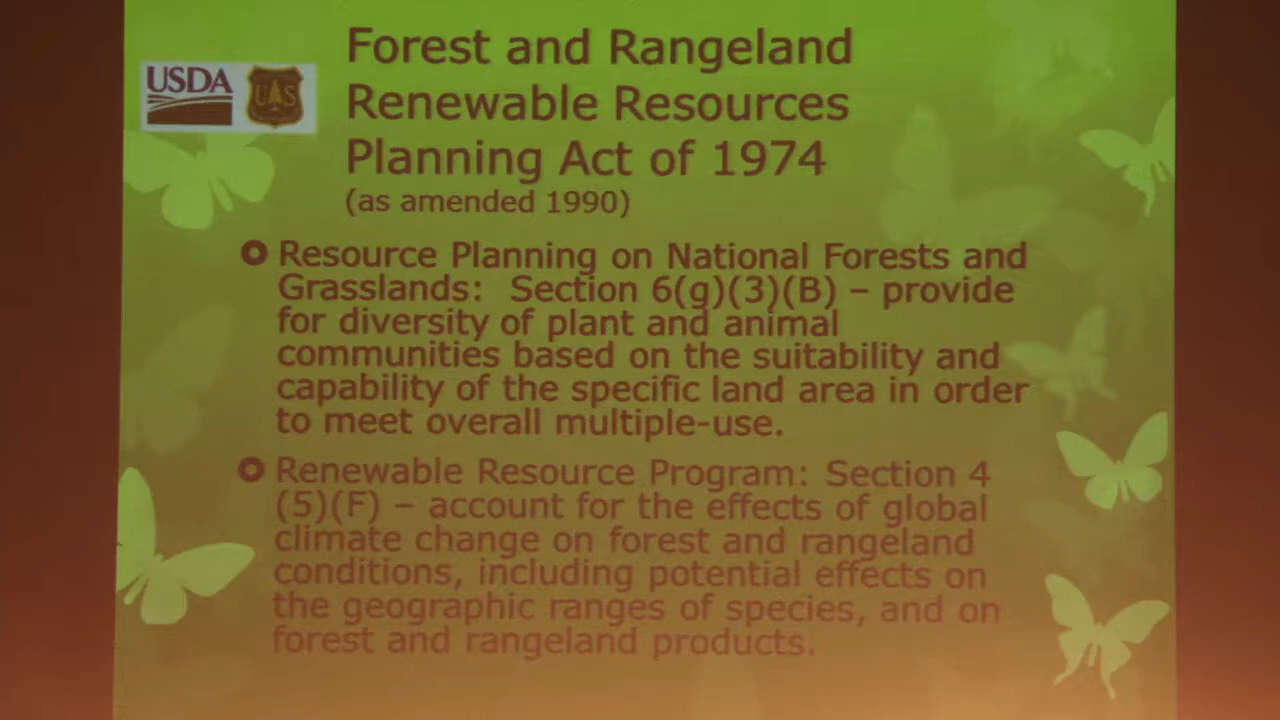 USDA
UAS
Forest and Rangeland
Renewable Resources
Planning Act of 1974
(as amended 1990)
Resource Planning on National Forests and
Grasslands: Section 6(g)(3)(B) – provide
for diversity of plant and animal
communities based on the suitability and
capability of the specific land area in order
to meet overall multiple-use.
Renewable Resource Program: Section 4
(5)(F) – account for the effects of global
climate change on forest and rangeland
conditions, including potential effects on
the geographic ranges of species, and on
forest and rangeland products.